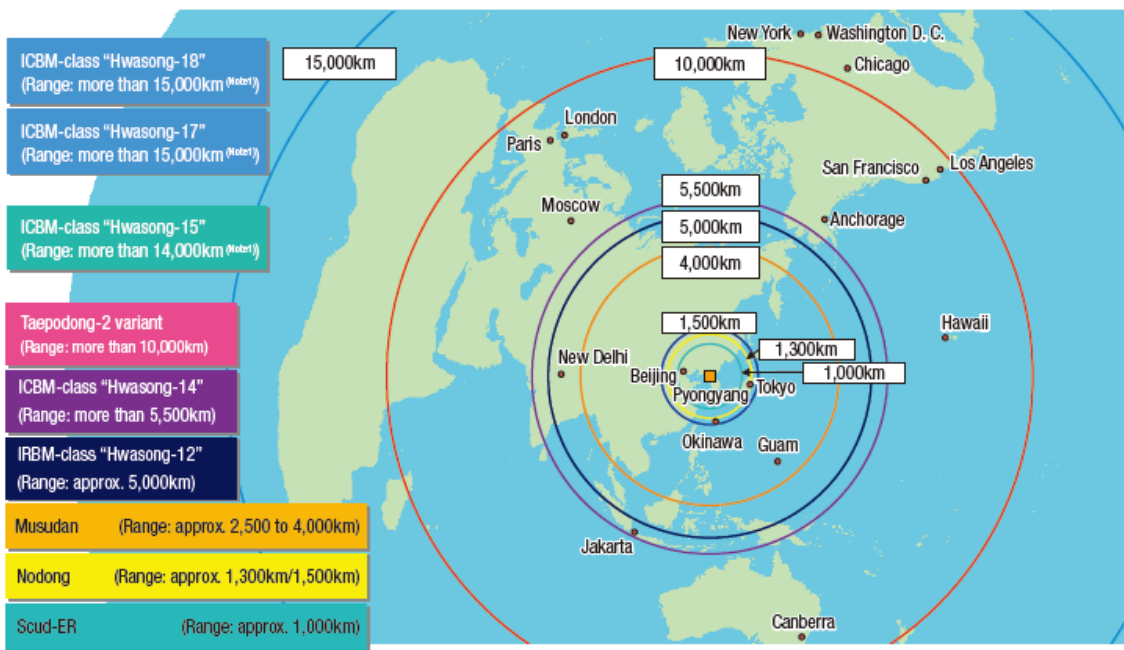 ICBM-class “Hwasong-18”
(Range: more than 15,000km (Note1))
ICBM-class “Hwasong-17”
(Range: more than 15,000km (Note1))
ICBM-class “Hwasong-15”
(Range: more than 14,000km (Note1))
Taepodong-2 variant
(Range: more than 10,000km)
ICBM-class “Hwasong-14”
(Range: more than 5,500km)
IRBM-class “Hwasong-12”
(Range: approx. 5,000km)
Musudan (Range: approx. 2,500 to 4,000km)
Nodong (Range: approx. 1,300km/1,500km)
Scud-ER (Range: approx. 1,000km)
15,000km
10,000km
New York
Washington D. C.
Chicago
London
Paris
San Francisco
Los Angeles
5,500km
Moscow
Anchorage
5,000km
4,000km
1,500km
Hawaii
1,300km
New Delhi
1,000km
Beijing
Pyongyang
Tokyo
Okinawa
Guam
Jakarta
Canberra